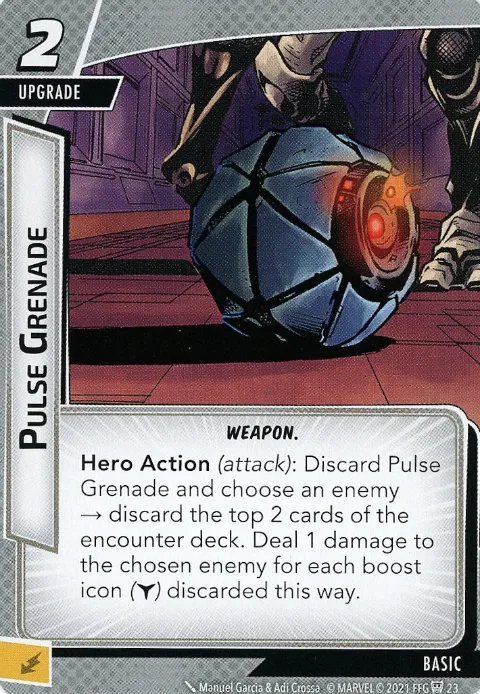 2
UPGRADE
PULSE GRENADE
WEAPON.
Hero Action (attack): Discard Pulse
Grenade and choose an enemy
→ discard the top 2 cards of the
encounter deck. Deal 1 damage to
the chosen enemy for each boost
icon () discarded this way.
BASIC
Manuel Garcia & Adi Crossa © MARVEL © 2021 FFG 23